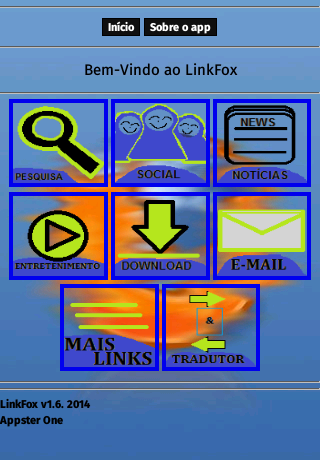 Início Sobre o app
Bem-Vindo ao LinkFox
PESQUISA SOCIAL NEWS NOTÍCIAS
ENTRETENIMENTO DOWNLOAD E-MAIL
MAIS LINKS & TRADUTOR
LinkFox v1.6. 2014
Appster One